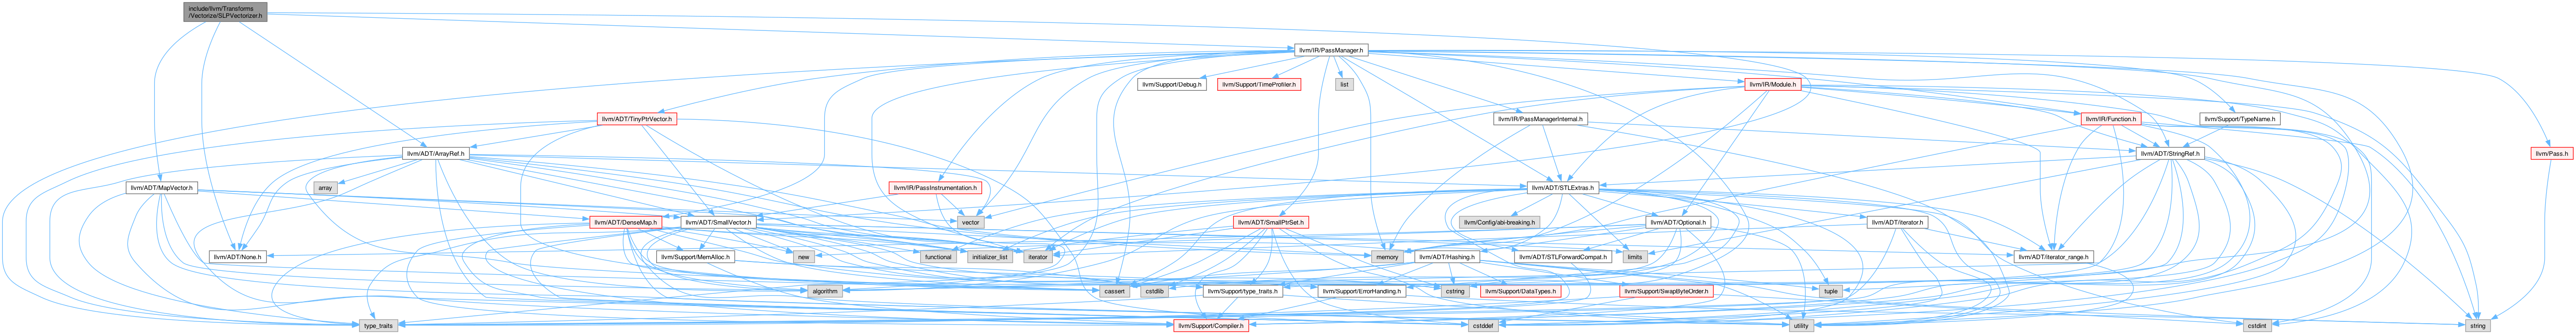 include/llvm/Transforms
/Vectorize/SLPVectorizer.h
llvm/IR/PassManager.h
llvm/Support/Debug.h
llvm/Support/TimeProfiler.h
list
llvm/IR/Module.h
llvm/ADT/TinyPtrVector.h
llvm/IR/PassManagerInternal.h
llvm/IR/Function.h
llvm/Support/TypeName.h
llvm/ADT/ArrayRef.h
llvm/ADT/StringRef.h
llvm/Pass.h
llvm/ADT/MapVector.h
array
llvm/IR/PassInstrumentation.h
llvm/ADT/STLExtras.h
llvm/ADT/DenseMap.h
llvm/ADT/SmallVector.h
vector
llvm/ADT/SmallPtrSet.h
llvm/Config/abi-breaking.h
llvm/ADT/Optional.h
llvm/ADT/iterator.h
llvm/ADT/None.h
llvm/Support/MemAlloc.h
new
functional
initializer_list
iterator
memory
llvm/ADT/Hashing.h
llvm/ADT/STLForwardCompat.h
limits
llvm/ADT/iterator_range.h
algorithm
cassert
cstdlib
llvm/Support/type_traits.h
llvm/Support/ErrorHandling.h
cstring
llvm/Support/DataTypes.h
llvm/Support/SwapByteOrder.h
tuple
type_traits
llvm/Support/Compiler.h
cstddef
utility
cstdint
string